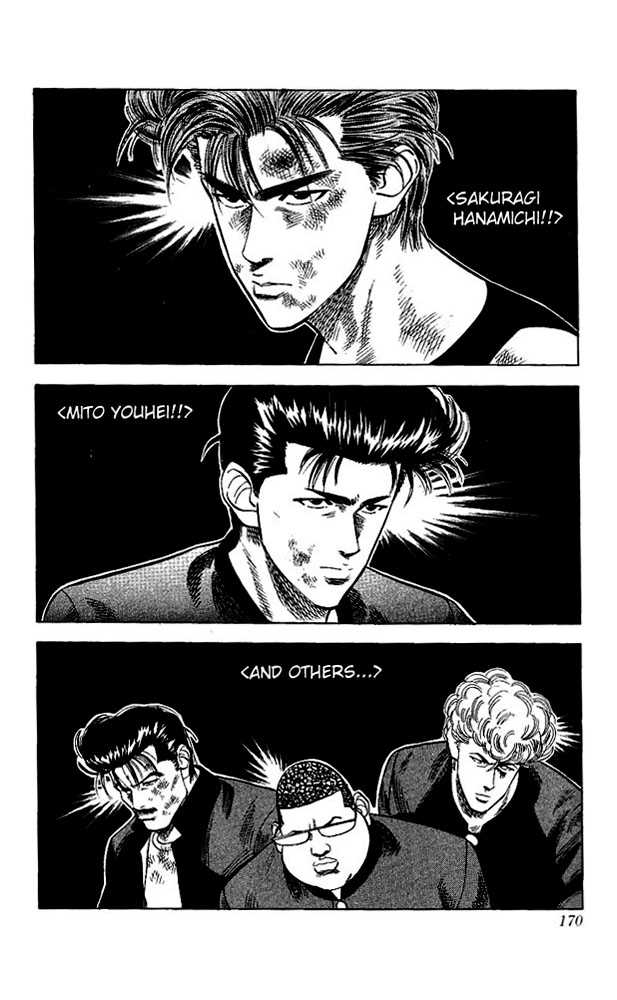 <SAKURAGI
HANAMICHI!!>
<MITO YOUHEI!!>
<AND OTHERS...>
170